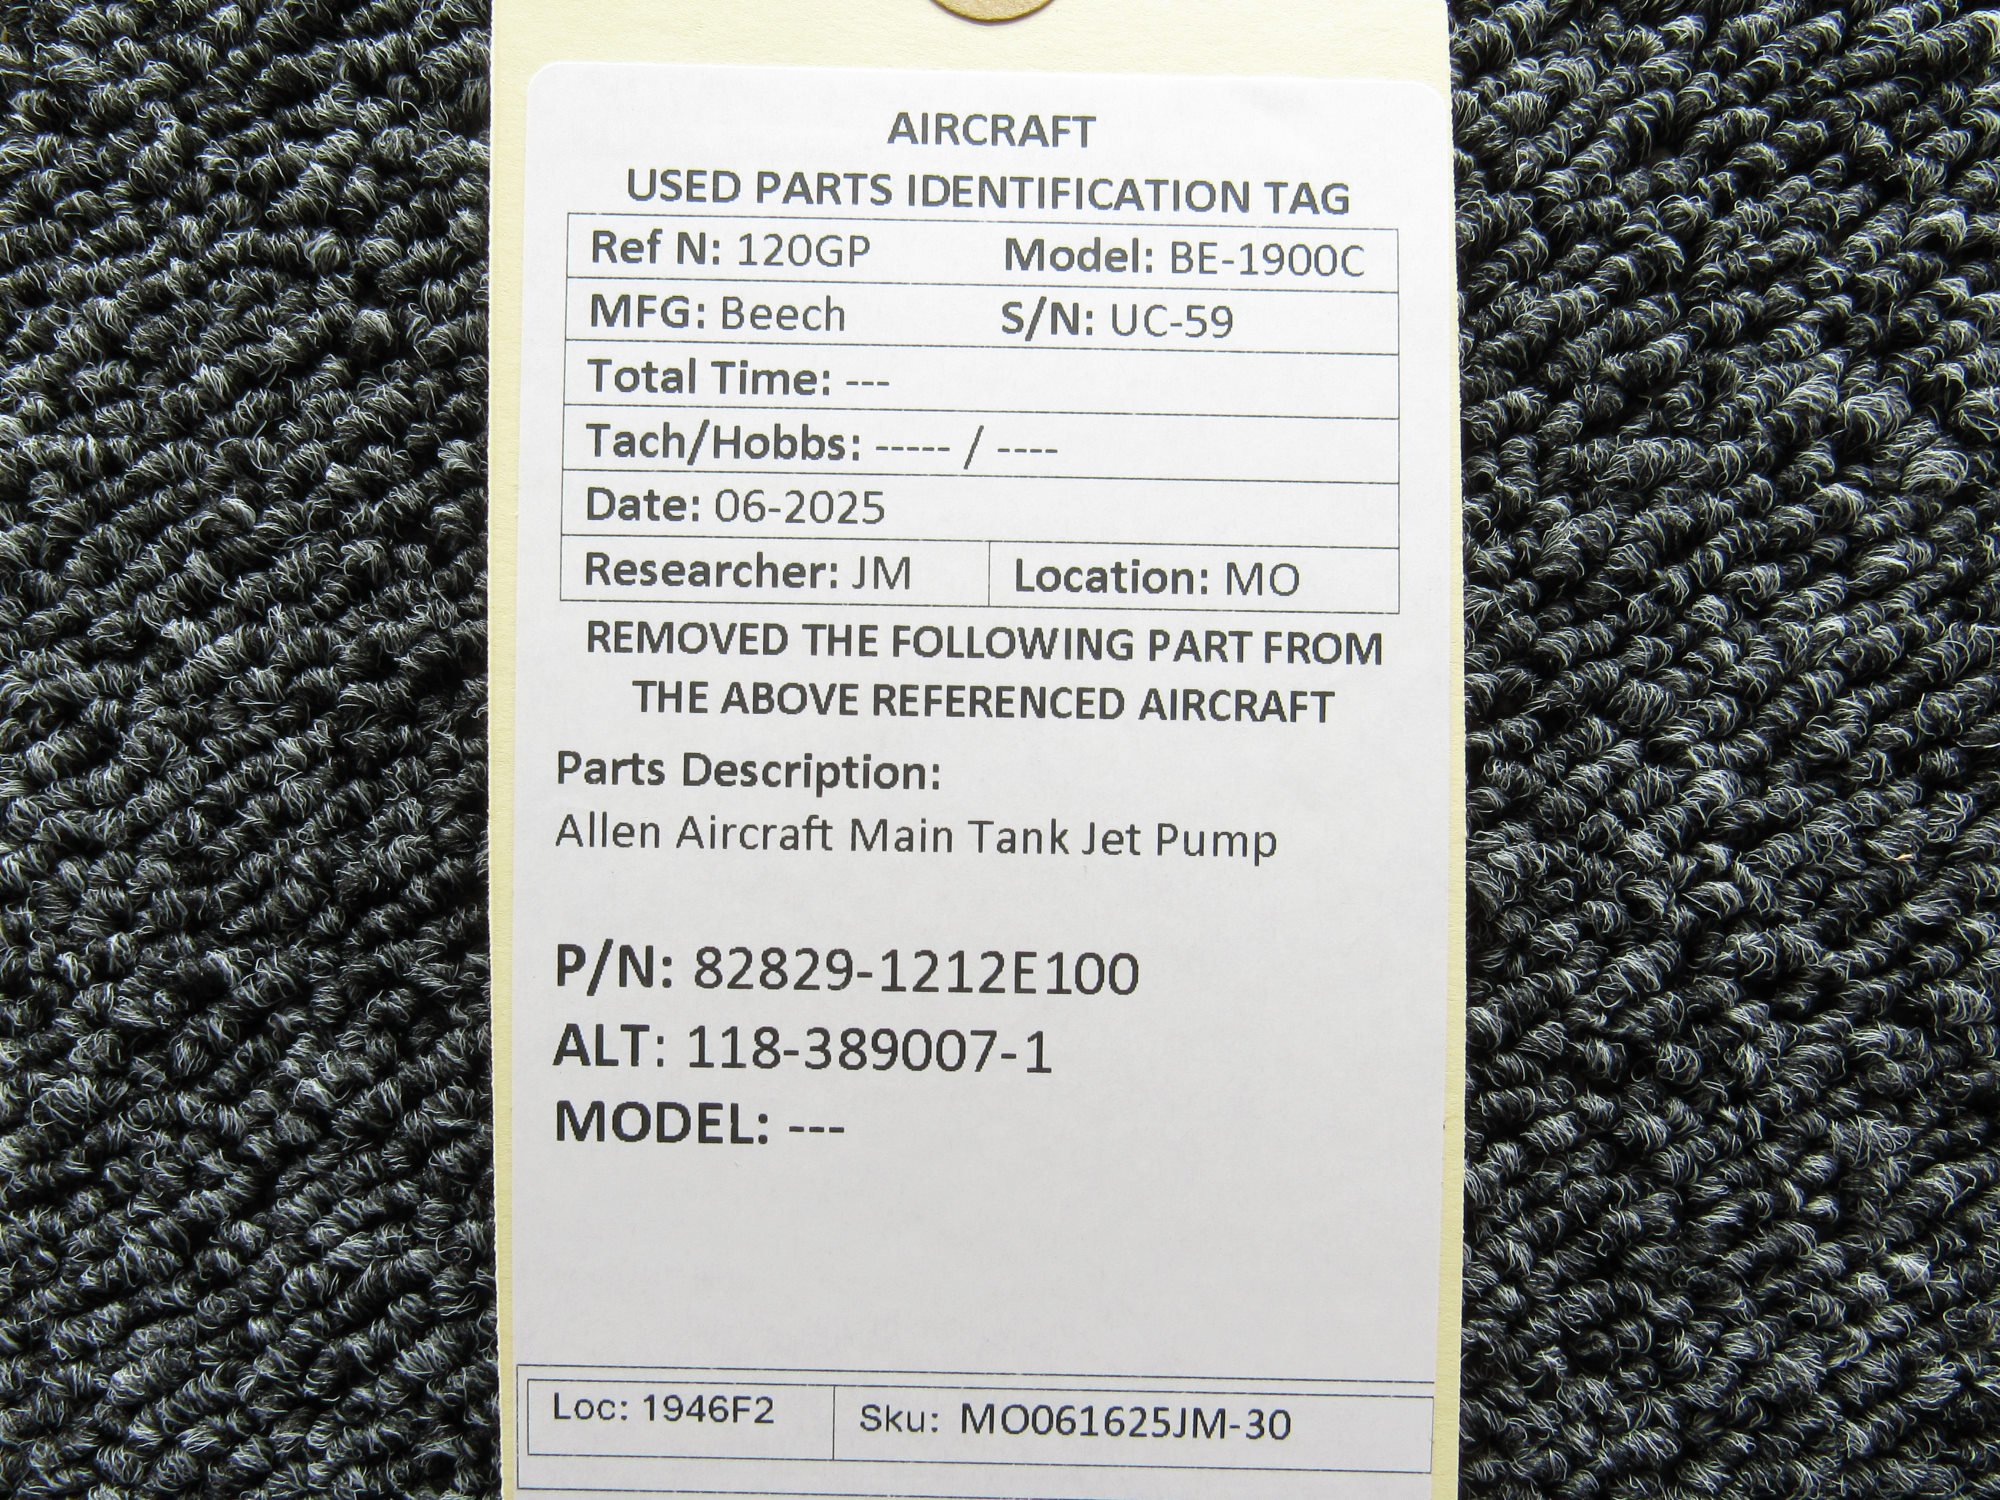 AIRCRAFT
USED PARTS IDENTIFICATION TAG
Ref N: 120GP Model: BE-1900C
MFG: Beech S/N: UC-59
Total Time: ---
Tach/Hobbs: ----- / ----
Date: 06-2025
Researcher: JM Location: MO
REMOVED THE FOLLOWING PART FROM
THE ABOVE REFERENCED AIRCRAFT
Parts Description:
Allen Aircraft Main Tank Jet Pump
P/N: 82829-1212E100
ALT: 118-389007-1
MODEL: ---
Loc: 1946F2 Sku: MO061625JM-30